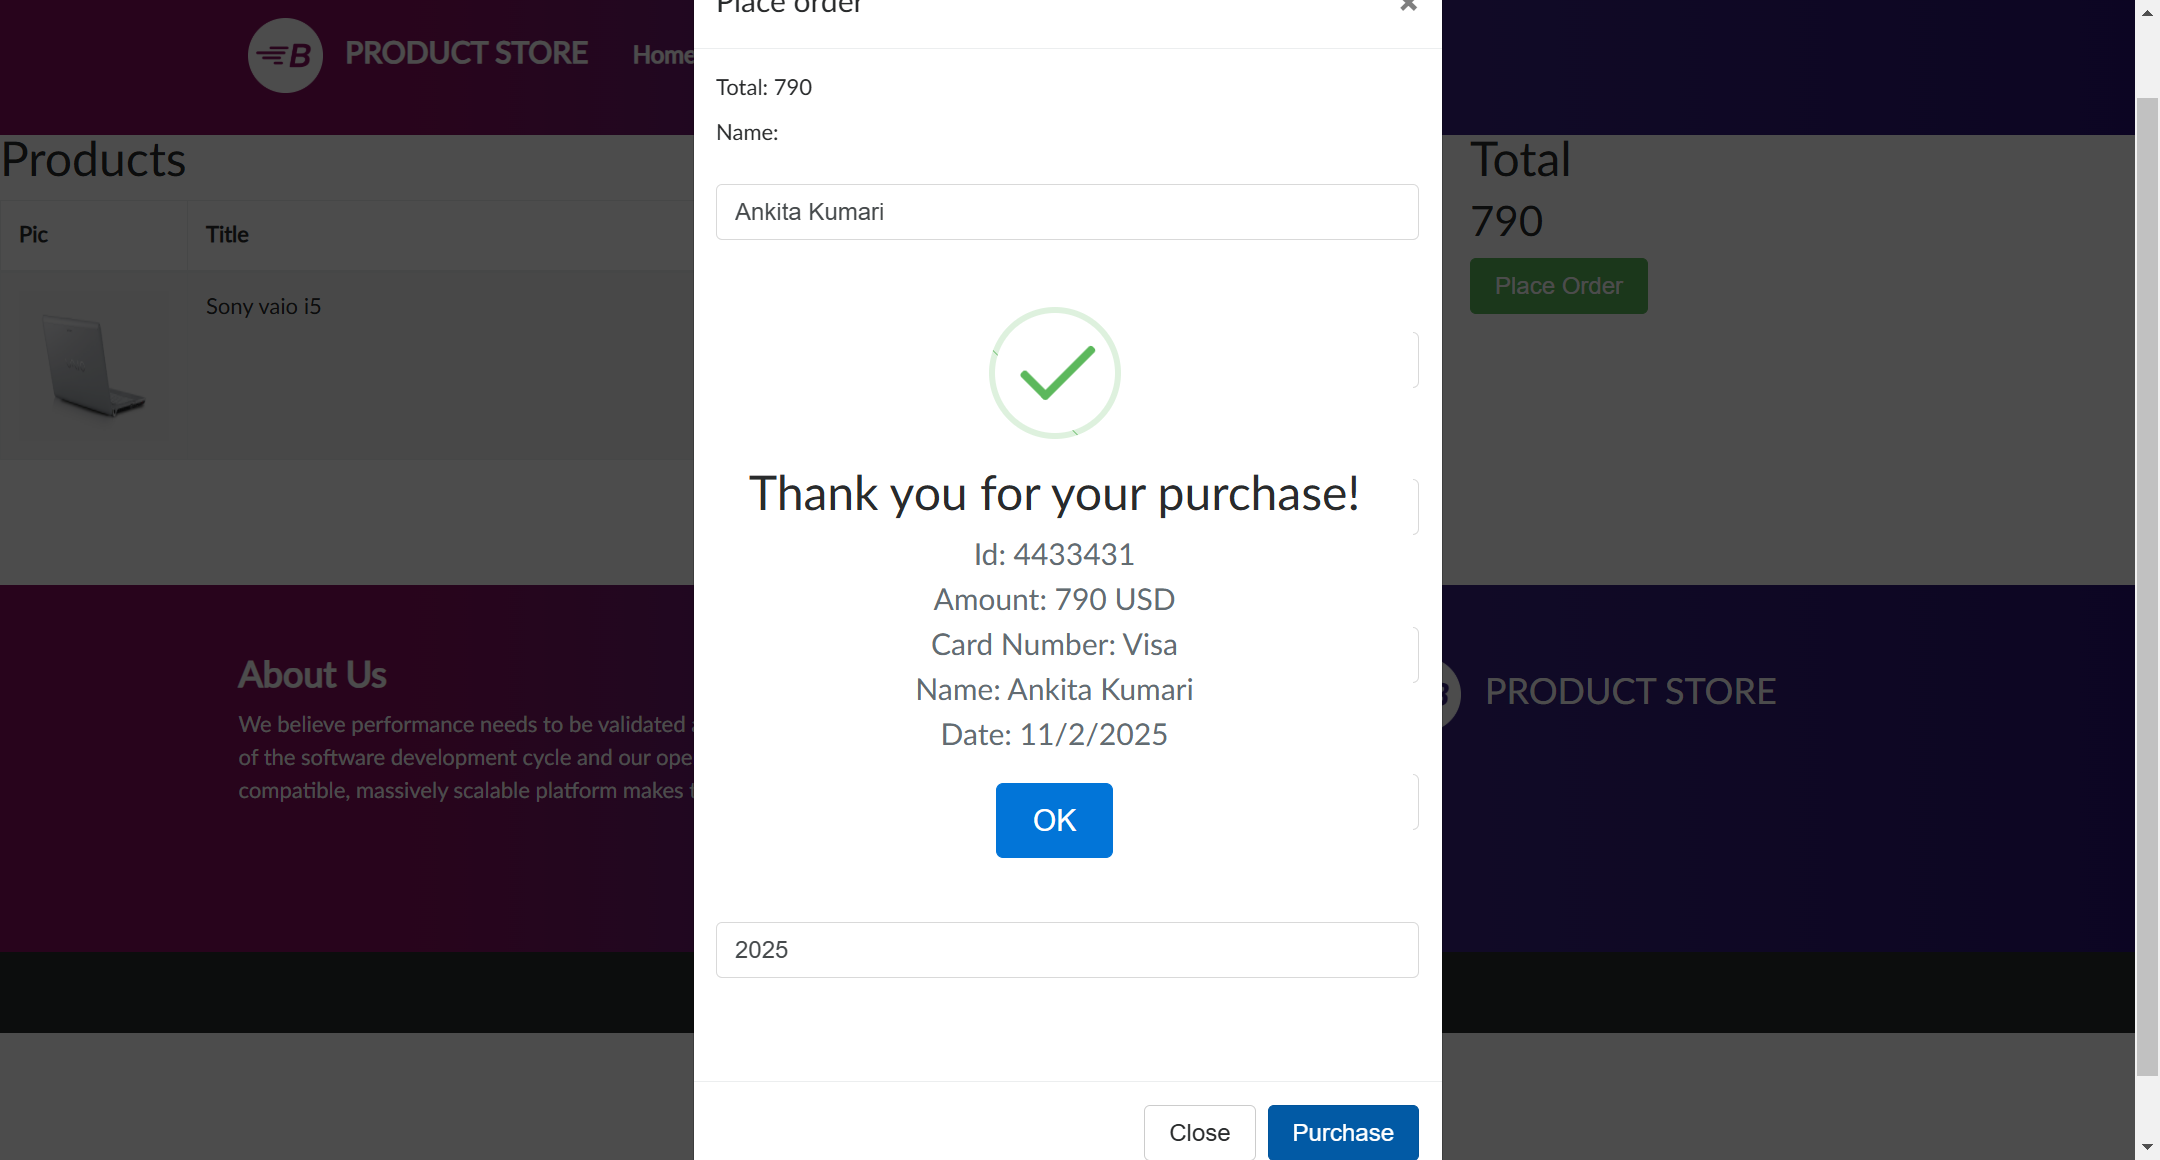 Place order
×
B PRODUCT STORE Home
Total: 790
Name:
Ankita Kumari
Products
Pic Title
Sony vaio i5
Total
790
Place Order
Thank you for your purchase!
Id: 4433431
Amount: 790 USD
Card Number: Visa
Name: Ankita Kumari
Date: 11/2/2025
OK
2025
About Us
We believe performance needs to be validated
of the software development cycle and our ope
compatible, massively scalable platform makes
B PRODUCT STORE
Close Purchase